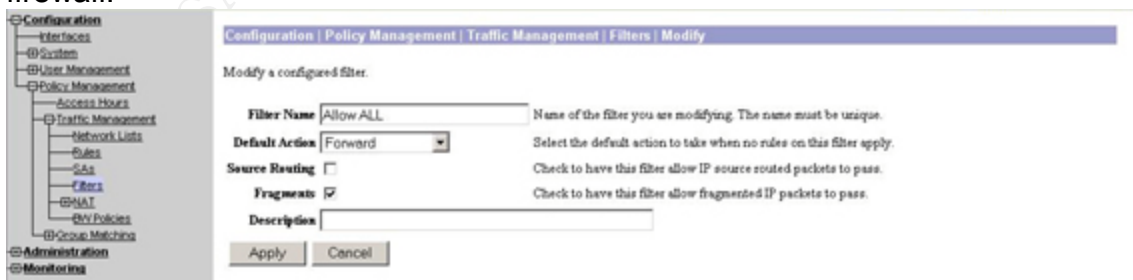 firewall.
Configuration
Interfaces
System
User Management
Policy Management
Access Hours
Traffic Management
Network Lists
Rules
SAs
Filters
NAT
BW Policies
Group Matching
Administration
Monitoring
Configuration | Policy Management | Traffic Management | Filters | Modify
Modify a configured filter.
Filter Name Allow ALL Name of the filter you are modifying. The name must be unique.
Default Action Forward Select the default action to take when no rules on this filter apply.
Source Routing Check to have this filter allow IP source routed packets to pass.
Fragments Check to have this filter allow fragmented IP packets to pass.
Description
Apply Cancel